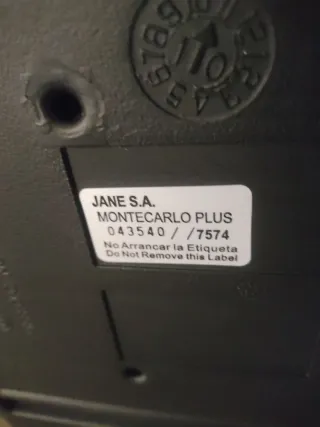 JANE S.A.
MONTECARLO PLUS
043540 / /7574
No Arrancar la Etiqueta
Do Not Remove this Label